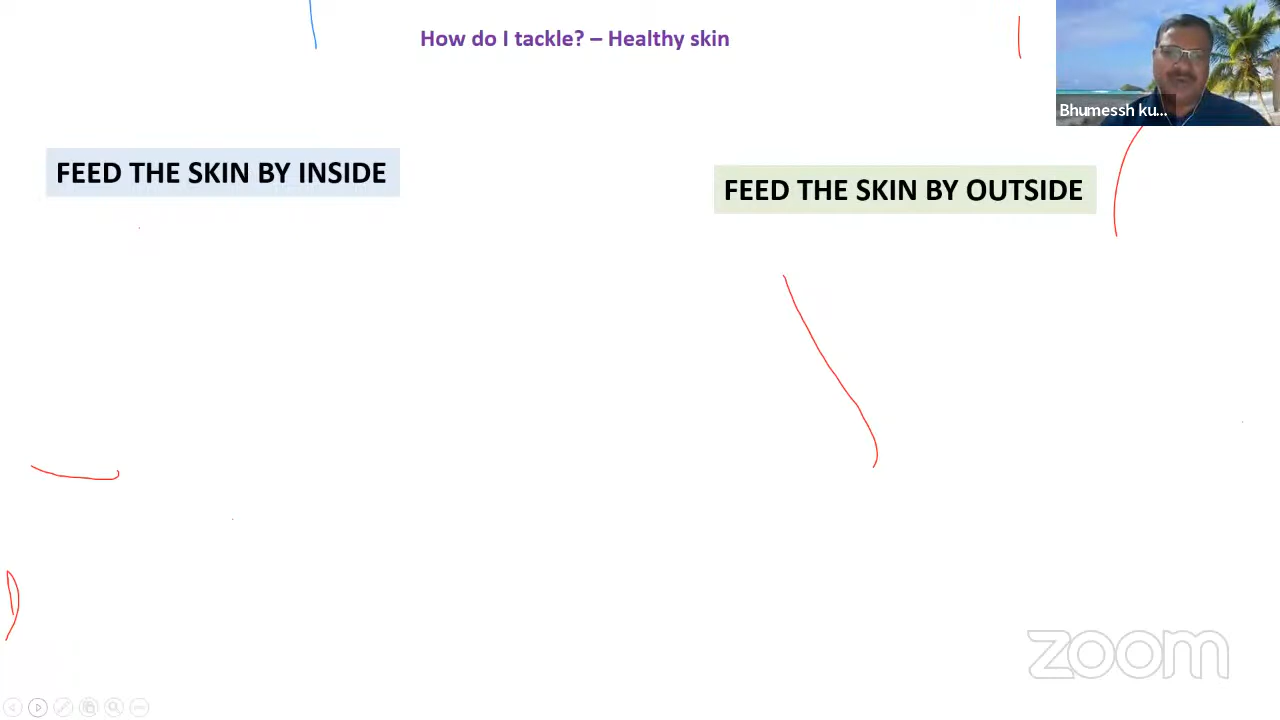 How do I tackle? – Healthy skin
Bhumessh ku...
FEED THE SKIN BY INSIDE
FEED THE SKIN BY OUTSIDE
zoom